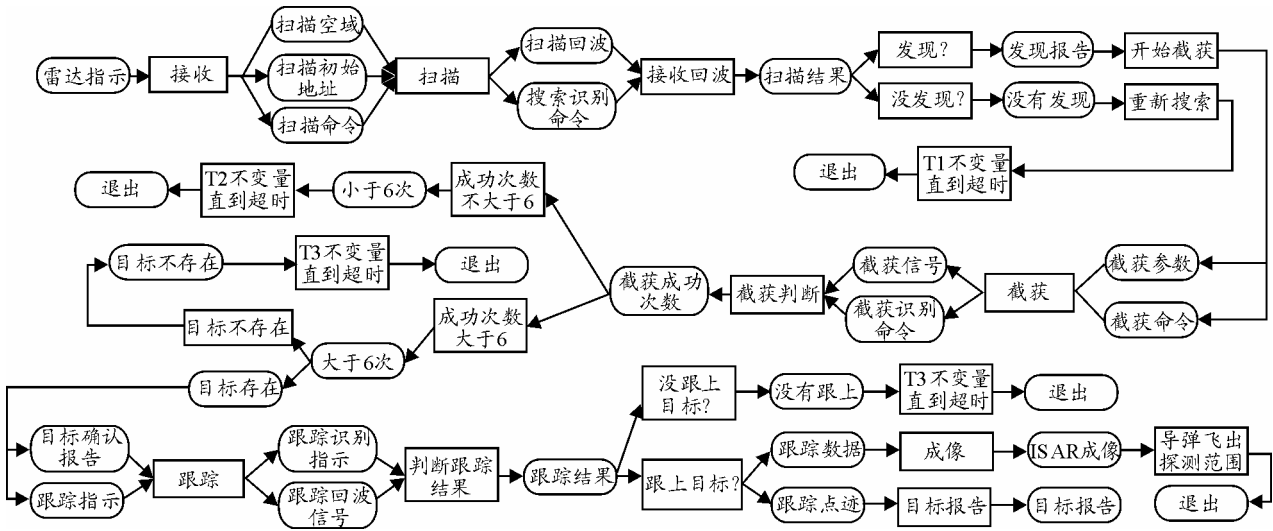 雷达指示
接收
扫描空域
扫描初始
地址
扫描命令
扫描
扫描回波
搜索识别
命令
接收回波
扫描结果
发现？
发现报告
开始截获
没发现？
没有发现
重新搜索
T1不变量
直到超时
退出
退出
T2不变量
直到超时
小于6次
成功次数
不大于6
目标不存在
T3不变量
直到超时
退出
截获成功
次数
截获判断
截获信号
截获识别
命令
截获
截获参数
截获命令
目标不存在
成功次数
大于6
大于6次
目标存在
目标确认
报告
跟踪指示
跟踪
跟踪识别
指示
跟踪回波
信号
判断跟踪
结果
跟踪结果
没跟上
目标？
没有跟上
T3不变量
直到超时
退出
跟上目标？
跟踪数据
成像
ISAR成像
导弹飞出
探测范围
退出
跟踪点迹
目标报告
目标报告